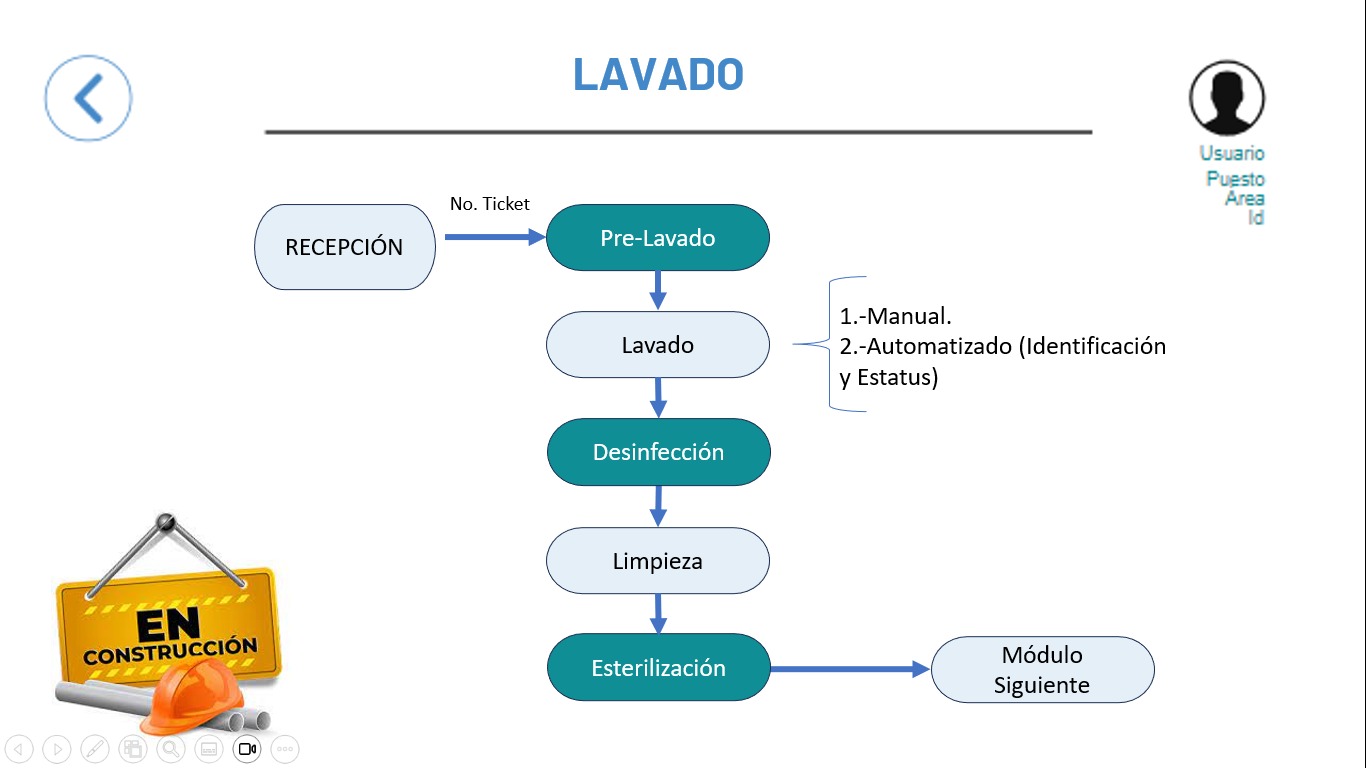 LAVADO
Usuario
Puesto
Area
Id
No. Ticket
RECEPCIÓN
Pre-Lavado
Lavado
1.-Manual.
2.-Automatizado (Identificación
y Estatus)
Desinfección
Limpieza
Esterilización
Módulo
Siguiente
EN
CONSTRUCCIÓN